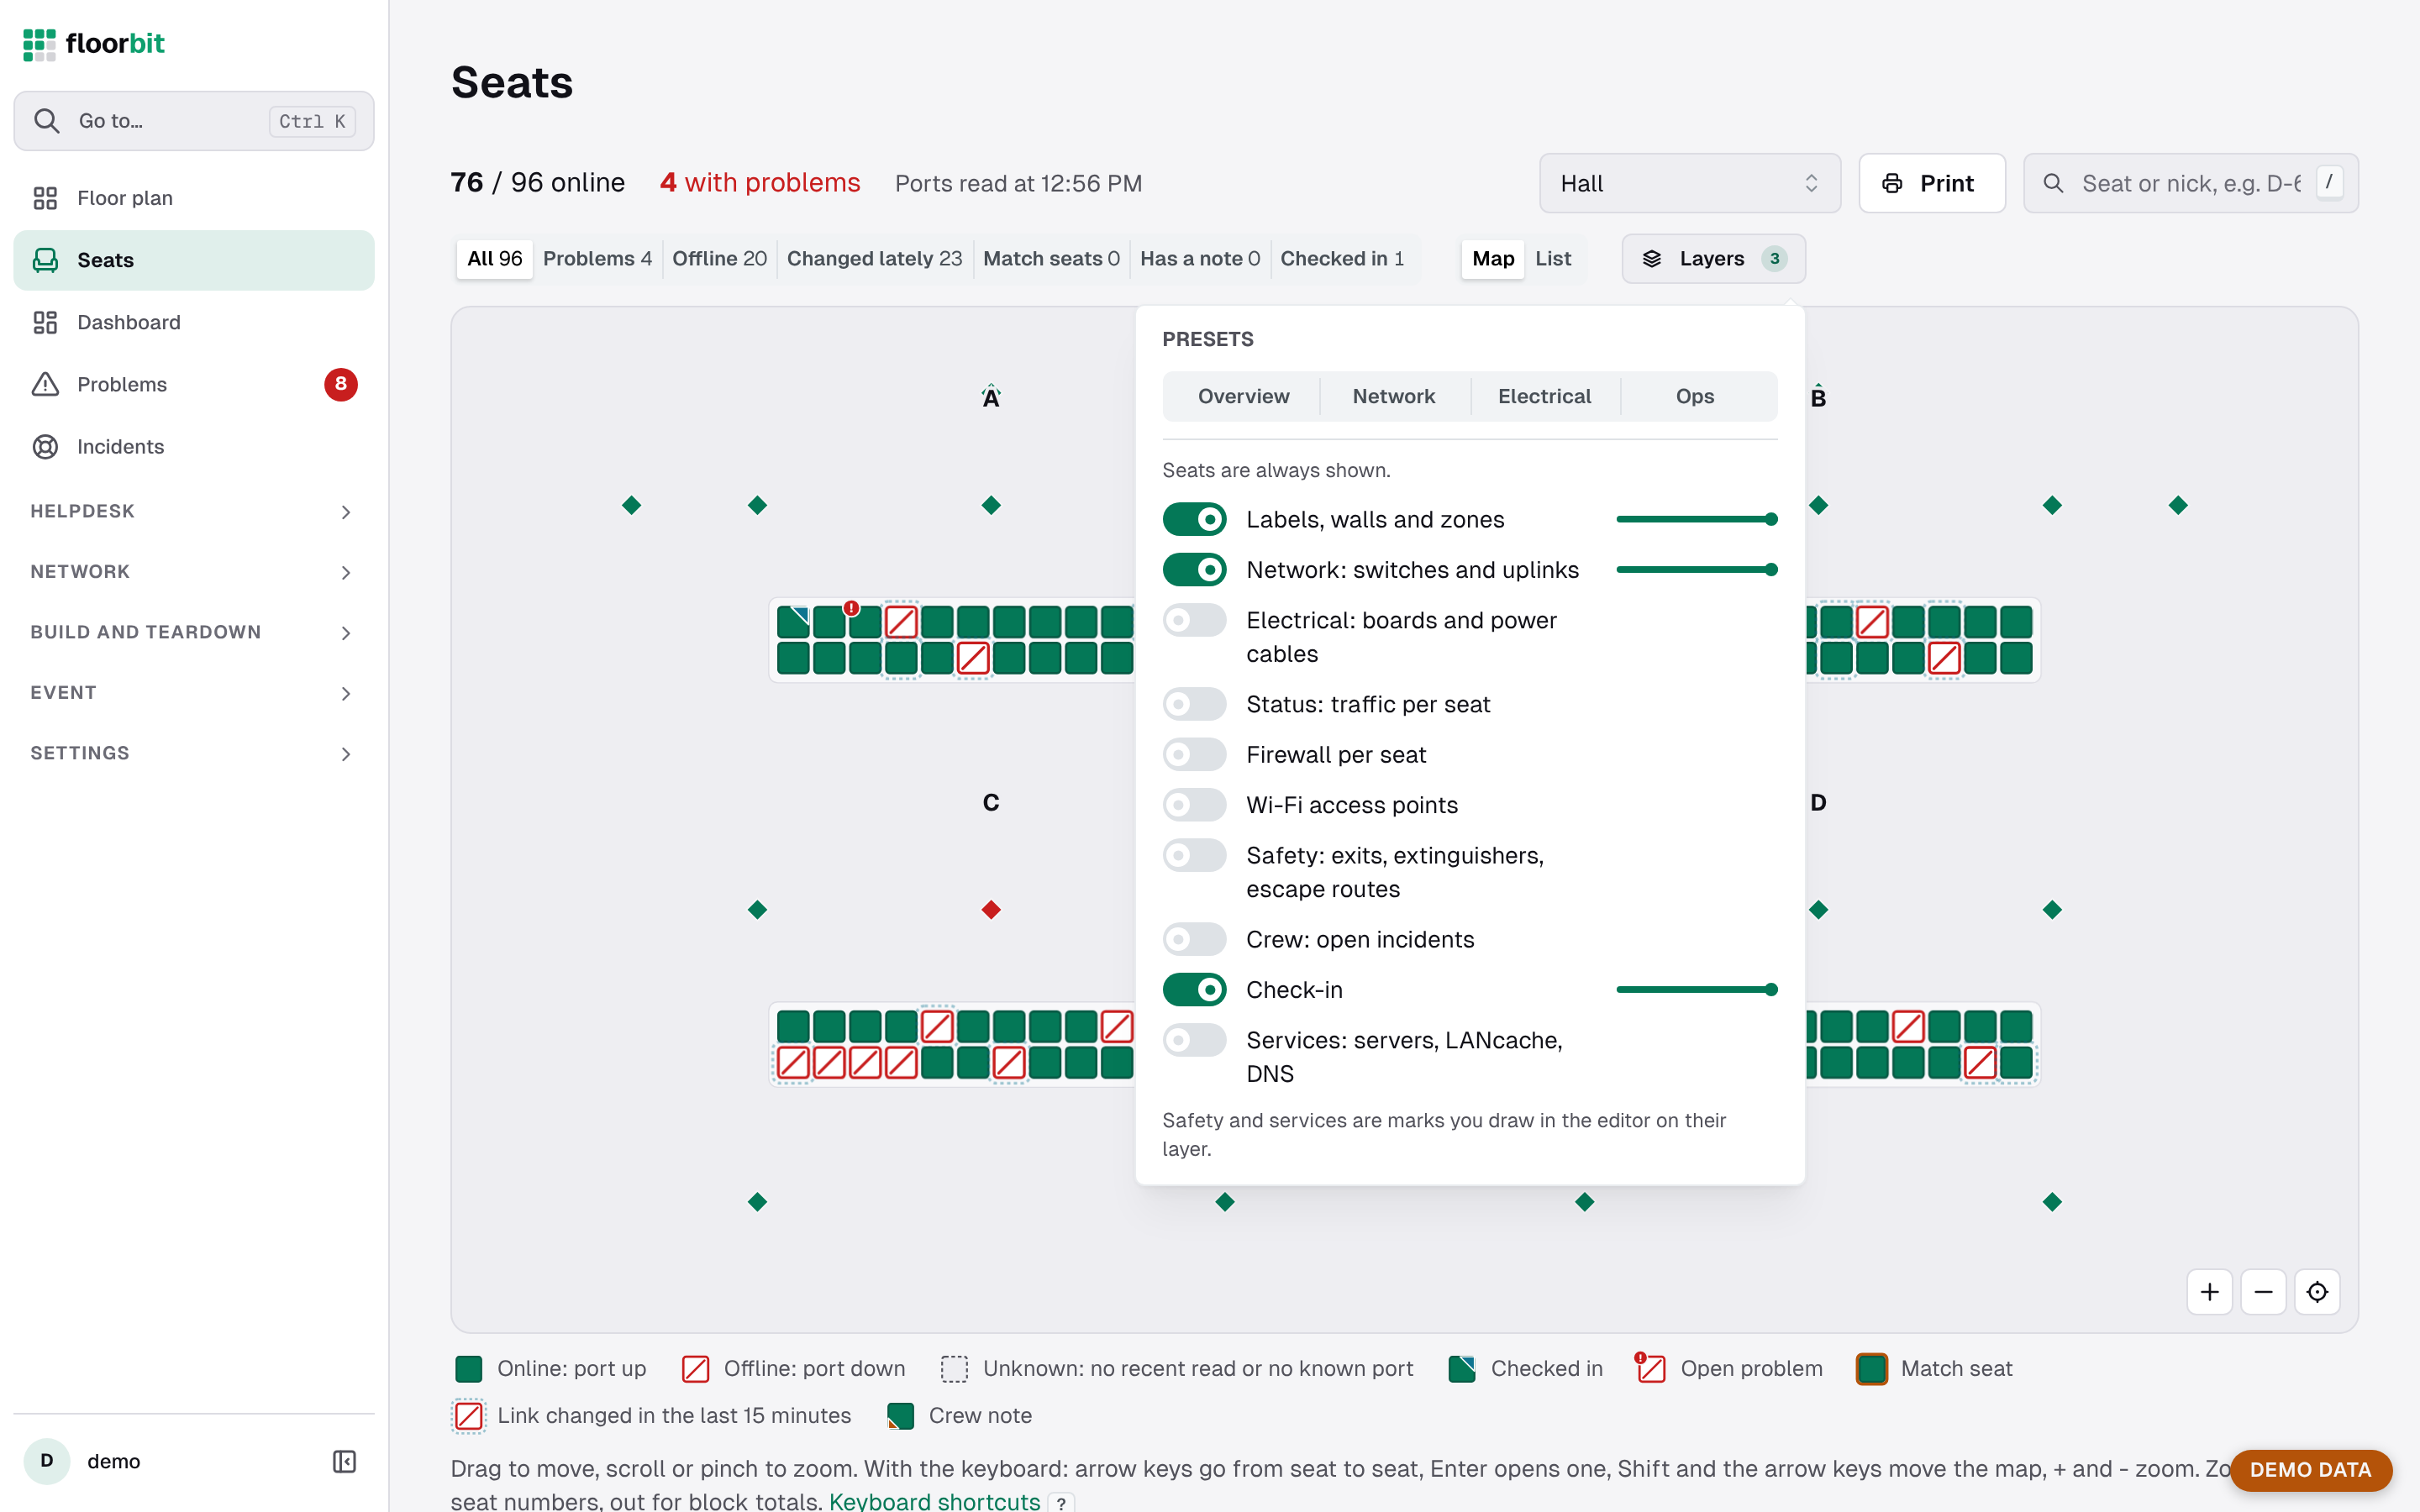 floorbit
Go to...
Ctrl K
Floor plan
Seats
Dashboard
Problems
8
Incidents
HELPDESK
NETWORK
BUILD AND TEARDOWN
EVENT
SETTINGS
D
demo
Seats
76 / 96 online
4 with problems
Ports read at 12:56 PM
Hall
Print
Seat or nick, e.g. D-6
/
All 96
Problems 4
Offline 20
Changed lately 23
Match seats 0
Has a note 0
Checked in 1
Map
List
Layers
3
PRESETS
Overview
Network
Electrical
Ops
Seats are always shown.
Labels, walls and zones
Network: switches and uplinks
Electrical: boards and power
cables
Status: traffic per seat
Firewall per seat
Wi-Fi access points
Safety: exits, extinguishers,
escape routes
Crew: open incidents
Check-in
Services: servers, LANcache,
DNS
Safety and services are marks you draw in the editor on their
layer.
A
B
C
D
Online: port up
Offline: port down
Unknown: no recent read or no known port
Checked in
Open problem
Match seat
Link changed in the last 15 minutes
Crew note
Drag to move, scroll or pinch to zoom. With the keyboard: arrow keys go from seat to seat, Enter opens one, Shift and the arrow keys move the map, + and - zoom.
seat numbers, out for block totals. Keyboard shortcuts ?
DEMO DATA